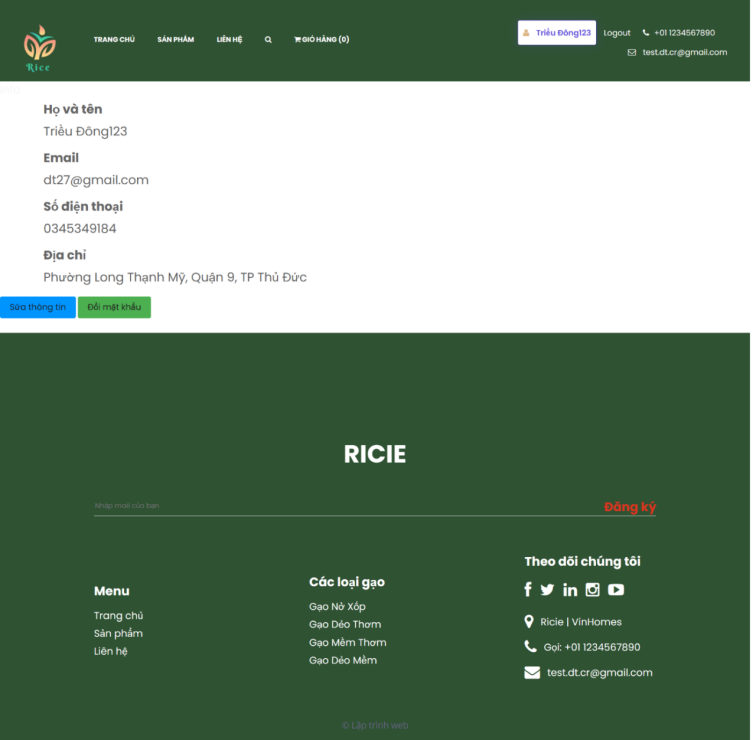 Rice
TRANG CHỦ
SẢN PHẨM
LIÊN HỆ
GIỎ HÀNG (0)
Triều Đông123
Logout
+01 1234567890
test.dt.cr@gmail.com
Họ và tên
Triều Đông123
Email
dt27@gmail.com
Số điện thoại
0345349184
Địa chỉ
Phường Long Thạnh Mỹ, Quận 9, TP Thủ Đức
Sửa thông tin
Đổi mật khẩu
RICIE
Nhập mail của bạn
Đăng ký
Menu
Trang chủ
Sản phẩm
Liên hệ
Các loại gạo
Gạo Nở Xốp
Gạo Dẻo Thơm
Gạo Mềm Thơm
Gạo Dẻo Mềm
Theo dõi chúng tôi
Ricie | VinHomes
Gọi: +01 1234567890
test.dt.cr@gmail.com
© Lập trình web